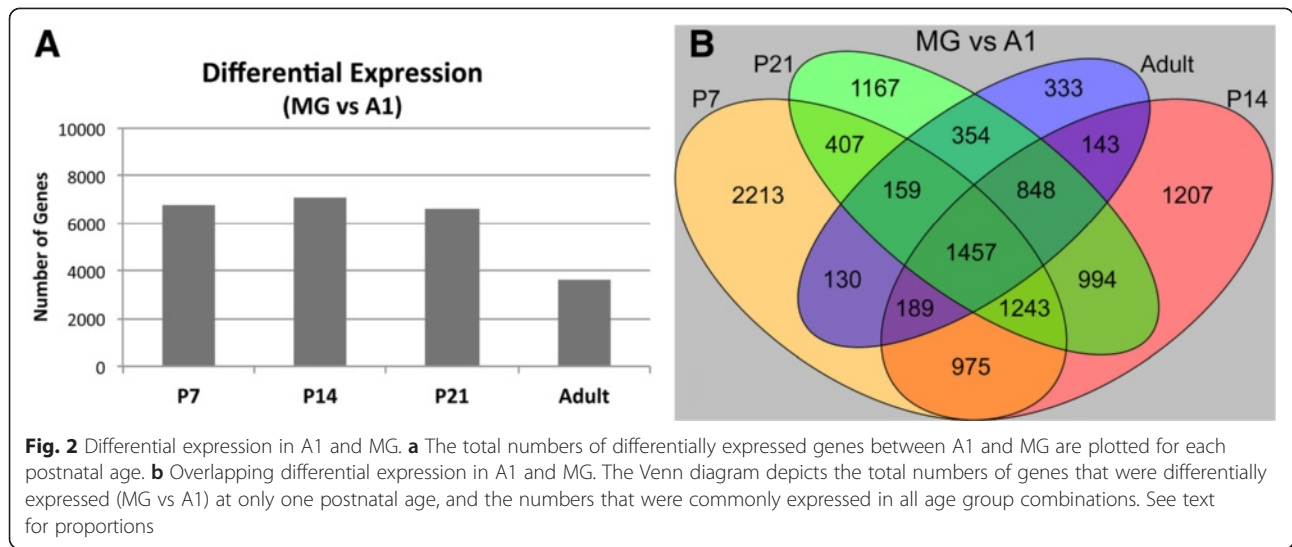 A
Differential Expression
(MG vs A1)
Number of Genes
10000
8000
6000
4000
2000
0
P7 P14 P21 Adult
B
MG vs A1
P21
Adult
P7
P14
1167
333
407
354
143
2213
159
848
1207
1457
130
994
189
1243
975
Fig. 2 Differential expression in A1 and MG. a The total numbers of differentially expressed genes between A1 and MG are plotted for each
postnatal age. b Overlapping differential expression in A1 and MG. The Venn diagram depicts the total numbers of genes that were differentially
expressed (MG vs A1) at only one postnatal age, and the numbers that were commonly expressed in all age group combinations. See text
for proportions